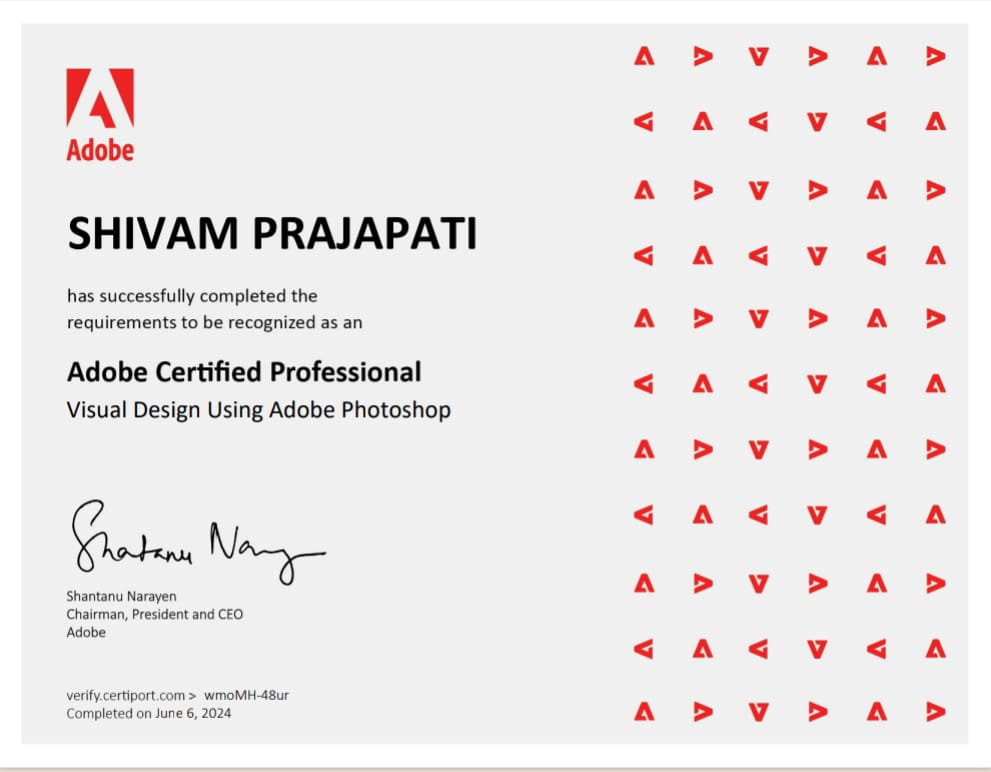 Adobe
SHIVAM PRAJAPATI
has successfully completed the
requirements to be recognized as an
Adobe Certified Professional
Visual Design Using Adobe Photoshop
Shantanu Naray
Shantanu Narayen
Chairman, President and CEO
Adobe
verify.certiport.com > wmoMH-48ur
Completed on June 6, 2024